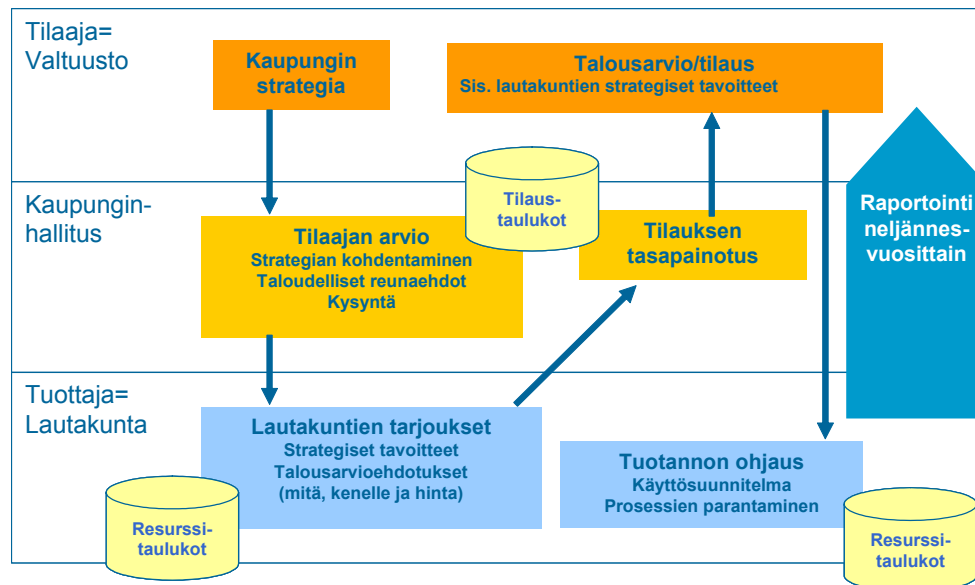 Tilaaja=
Valtuusto
Kaupungin
strategia
Talousarvio/tilaus
Sis. lautakuntien strategiset tavoitteet
Tilaus-
taulukot
Kaupungin-
hallitus
Tilaajan arvio
Strategian kohdentaminen
Taloudelliset reunaehdot
Kysyntä
Tilauksen
tasapainotus
Raportointi
neljännes-
vuosittain
Tuottaja=
Lautakunta
Lautakuntien tarjoukset
Strategiset tavoitteet
Talousarvioehdotukset
(mitä, kenelle ja hinta)
Tuotannon ohjaus
Käyttösuunnitelma
Prosessien parantaminen
Resurssi-
taulukot
Resurssi-
taulukot